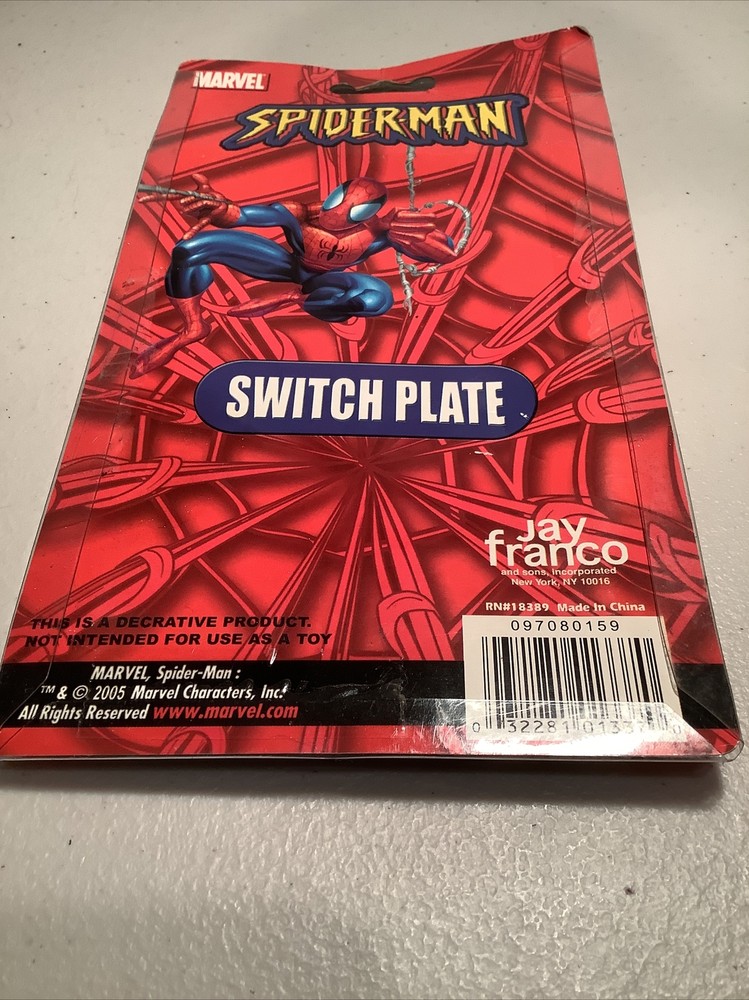 MARVEL
SPIDER-MAN
SWITCH PLATE
jay
franco
and sons, incorporated
New York, NY 10016
RN#18389 Made In China
097080159
THIS IS A DECRATIVE PRODUCT.
NOT INTENDED FOR USE AS A TOY
MARVEL, Spider-Man :
TM & © 2005 Marvel Characters, Inc.
All Rights Reserved www.marvel.com
0 32281